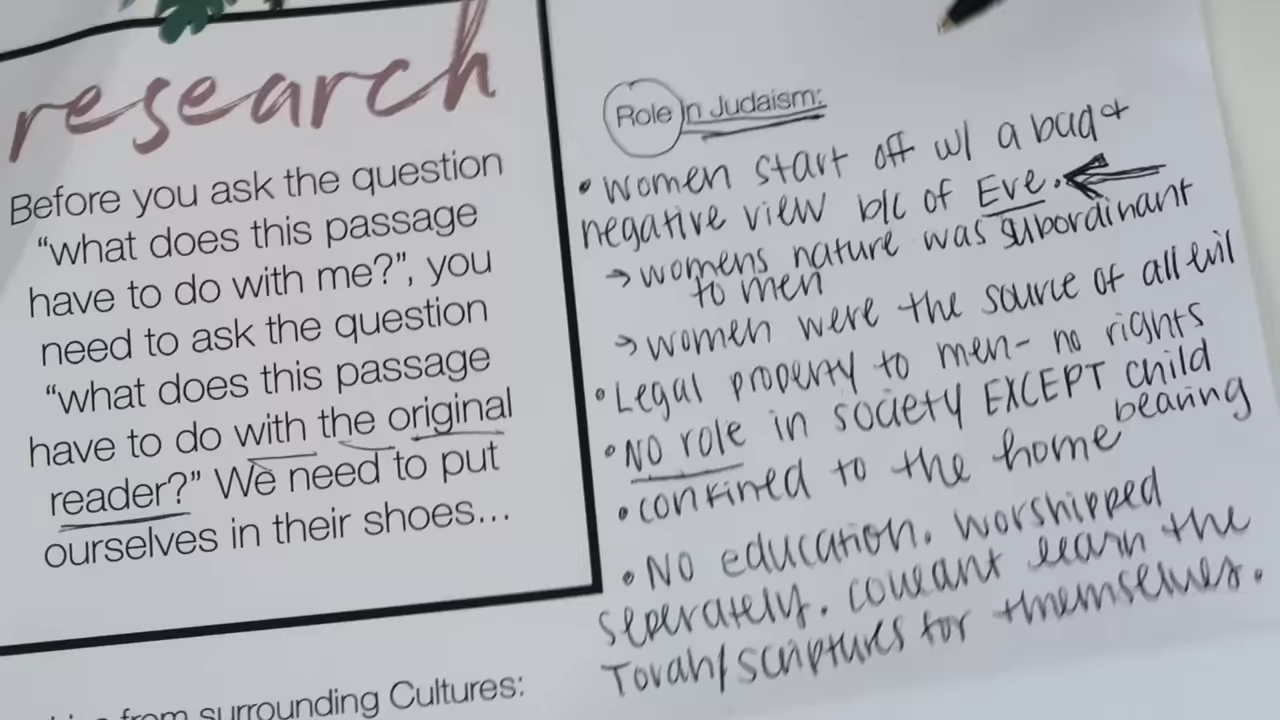 research
Before you ask the question
“what does this passage
have to do with me?”, you
need to ask the question
“what does this passage
have to do with the original
reader?” We need to put
ourselves in their shoes...
from surrounding Cultures:
Role In Judaism:
• women start off w/ a bad +
negative view b/c of Eve.
→ womens nature was subordinant
to men
→ women were the source of all evil
• Legal property to men- no rights
• NO role in society EXCEPT child
bearing
• confined to the home
• NO education. worshipped
seperately. couldnt learn the
Torah/scriptures for themselves.